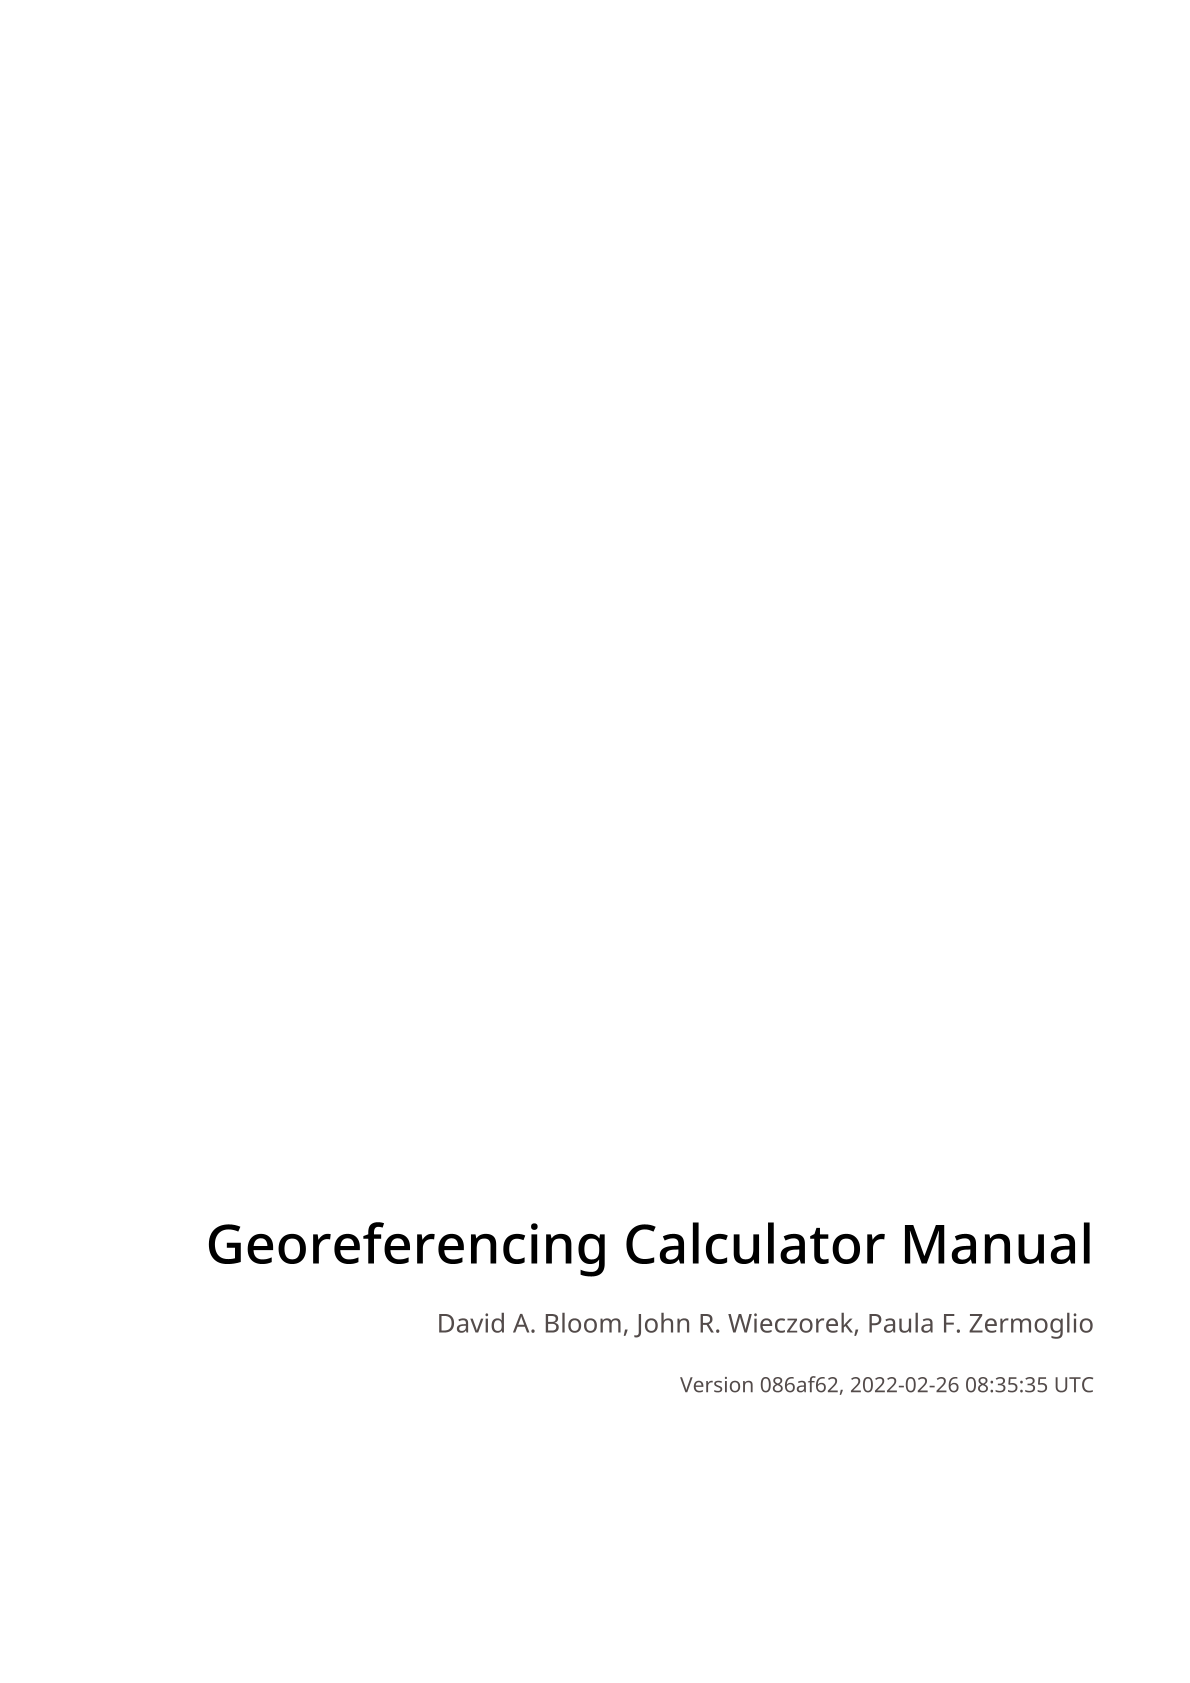 Georeferencing Calculator Manual
David A. Bloom, John R. Wieczorek, Paula F. Zermoglio
Version 086af62, 2022-02-26 08:35:35 UTC